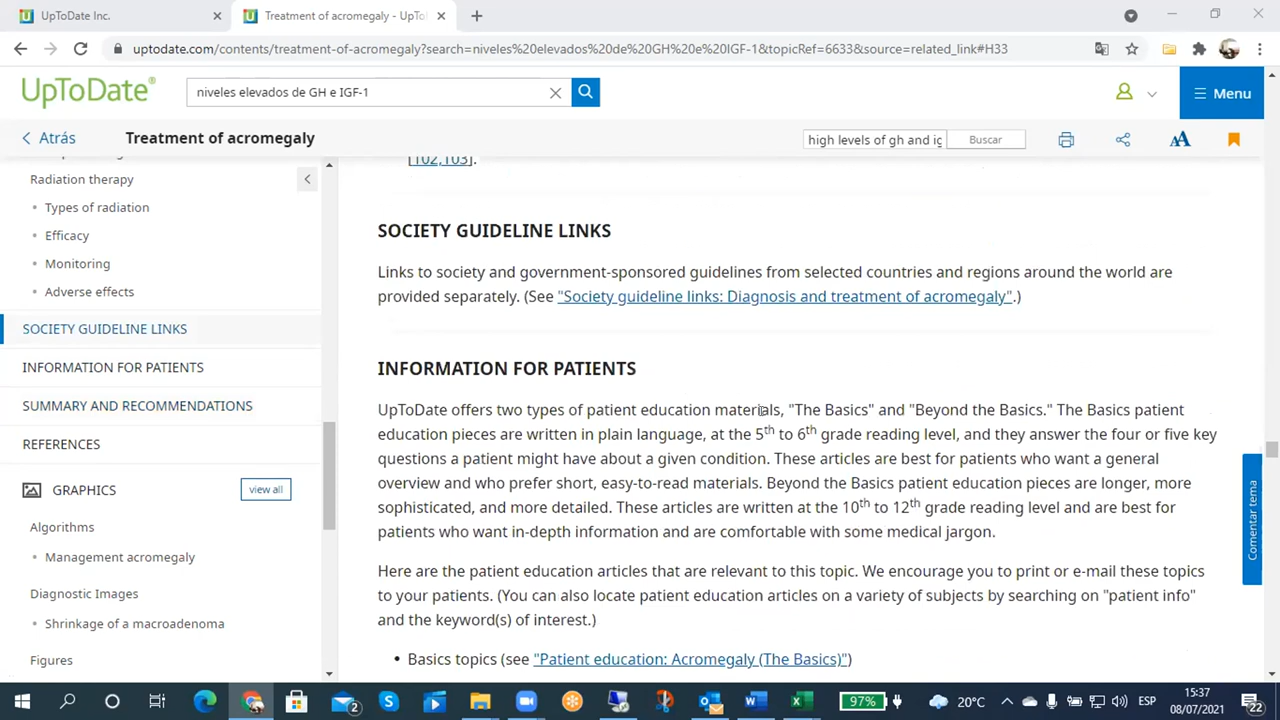 UpToDate Inc.
Treatment of acromegaly - UpTo
uptodate.com/contents/treatment-of-acromegaly?search=niveles%20elevados%20de%20GH%20e%20IGF-1&topicRef=6633&source=related_link#H33
UpToDate®
niveles elevados de GH e IGF-1
Menu
Atrás
Treatment of acromegaly
high levels of gh and ig
Buscar
AA
[102,103].
Radiation therapy
• Types of radiation
• Efficacy
• Monitoring
• Adverse effects
SOCIETY GUIDELINE LINKS
INFORMATION FOR PATIENTS
SUMMARY AND RECOMMENDATIONS
REFERENCES
GRAPHICS
view all
Algorithms
• Management acromegaly
Diagnostic Images
• Shrinkage of a macroadenoma
Figures
SOCIETY GUIDELINE LINKS
Links to society and government-sponsored guidelines from selected countries and regions around the world are
provided separately. (See "Society guideline links: Diagnosis and treatment of acromegaly".)
INFORMATION FOR PATIENTS
UpToDate offers two types of patient education materials, "The Basics" and "Beyond the Basics." The Basics patient
education pieces are written in plain language, at the 5th to 6th grade reading level, and they answer the four or five key
questions a patient might have about a given condition. These articles are best for patients who want a general
overview and who prefer short, easy-to-read materials. Beyond the Basics patient education pieces are longer, more
sophisticated, and more detailed. These articles are written at the 10th to 12th grade reading level and are best for
patients who want in-depth information and are comfortable with some medical jargon.
Here are the patient education articles that are relevant to this topic. We encourage you to print or e-mail these topics
to your patients. (You can also locate patient education articles on a variety of subjects by searching on "patient info"
and the keyword(s) of interest.)
• Basics topics (see "Patient education: Acromegaly (The Basics)")
Comentar tema
2
97%
20°C
ESP
15:37
08/07/2021
22